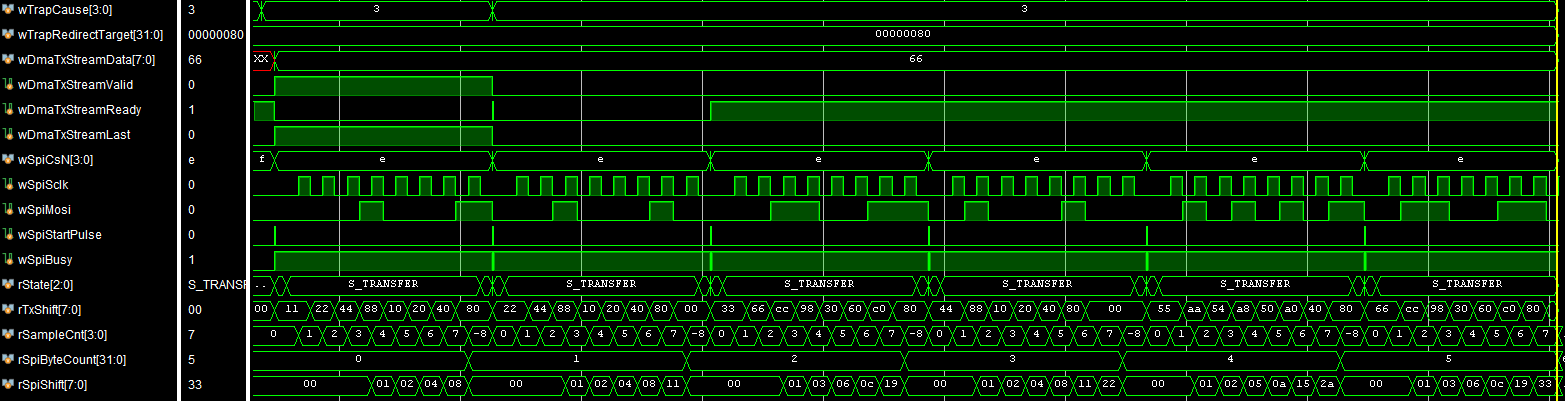 wTrapCause[3:0] 3 3 3
wTrapRedirectTarget[31:0] 00000080 00000080
wDmaTxStreamData[7:0] 66 XX 66
wDmaTxStreamValid 0
wDmaTxStreamReady 1
wDmaTxStreamLast 0
wSpiCsN[3:0] e f e e e e e e
wSpiSclk 0
wSpiMosi 0
wSpiStartPulse 0
wSpiBusy 1
rState[2:0] S_TRANSF .. S_TRANSFER S_TRANSFER S_TRANSFER S_TRANSFER S_TRANSFER S_TRANSFER
rTxShift[7:0] 00 00 11 22 44 88 10 20 40 80 22 44 88 10 20 40 80 00 33 66 cc 98 30 60 c0 80 44 88 10 20 40 80 00 55 aa 54 a8 50 a0 40 80 66 cc 98 30 60 c0 80
rSampleCnt[3:0] 7 0 1 2 3 4 5 6 7 -8 0 1 2 3 4 5 6 7 -8 0 1 2 3 4 5 6 7 -8 0 1 2 3 4 5 6 7 -8 0 1 2 3 4 5 6 7 -8 0 1 2 3 4 5 6 7
rSpiByteCount[31:0] 5 0 1 2 3 4 5
rSpiShift[7:0] 33 00 01 02 04 08 00 01 02 04 08 11 00 01 03 06 0c 19 00 01 02 04 08 11 22 00 01 02 05 0a 15 2a 00 01 03 06 0c 19 33